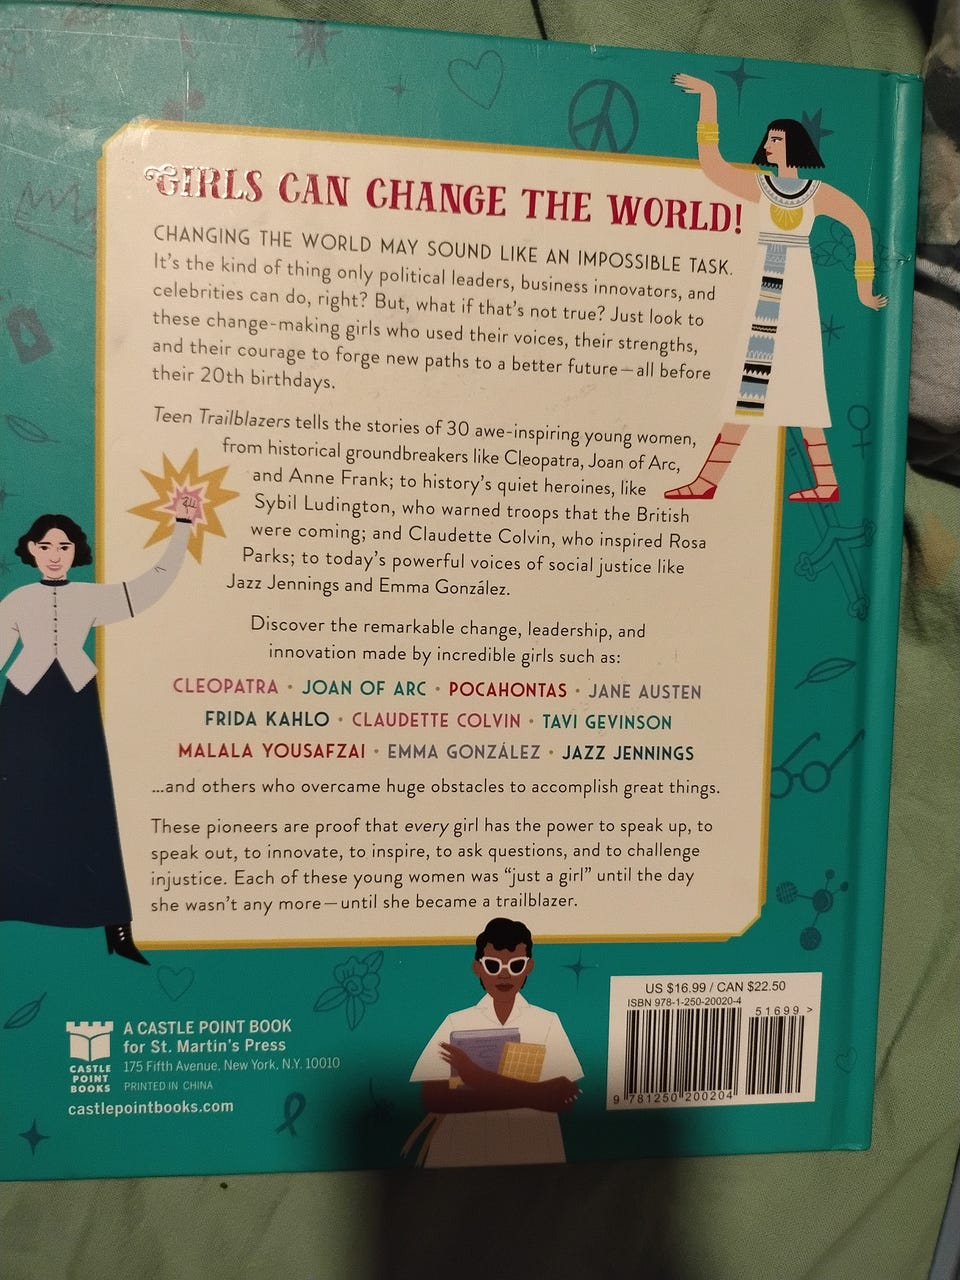 GIRLS CAN CHANGE THE WORLD!
CHANGING THE WORLD MAY SOUND LIKE AN IMPOSSIBLE TASK.
It's the kind of thing only political leaders, business innovators, and
celebrities can do, right? But, what if that's not true? Just look to
these change-making girls who used their voices, their strengths,
and their courage to forge new paths to a better future—all before
their 20th birthdays.
Teen Trailblazers tells the stories of 30 awe-inspiring young women,
from historical groundbreakers like Cleopatra, Joan of Arc,
and Anne Frank; to history's quiet heroines, like
Sybil Ludington, who warned troops that the British
were coming; and Claudette Colvin, who inspired Rosa
Parks; to today's powerful voices of social justice like
Jazz Jennings and Emma González.
Discover the remarkable change, leadership, and
innovation made by incredible girls such as:
CLEOPATRA • JOAN OF ARC • POCAHONTAS • JANE AUSTEN
FRIDA KAHLO • CLAUDETTE COLVIN • TAVI GEVINSON
MALALA YOUSAFZAI • EMMA GONZÁLEZ • JAZZ JENNINGS
...and others who overcame huge obstacles to accomplish great things.
These pioneers are proof that every girl has the power to speak up, to
speak out, to innovate, to inspire, to ask questions, and to challenge
injustice. Each of these young women was "just a girl" until the day
she wasn't any more—until she became a trailblazer.
CASTLE
POINT
BOOKS
A CASTLE POINT BOOK
for St. Martin's Press
175 Fifth Avenue, New York, N.Y. 10010
PRINTED IN CHINA
castlepointbooks.com
US $16.99 / CAN $22.50
ISBN 978-1-250-20020-4
51699 >
9 781250 200204